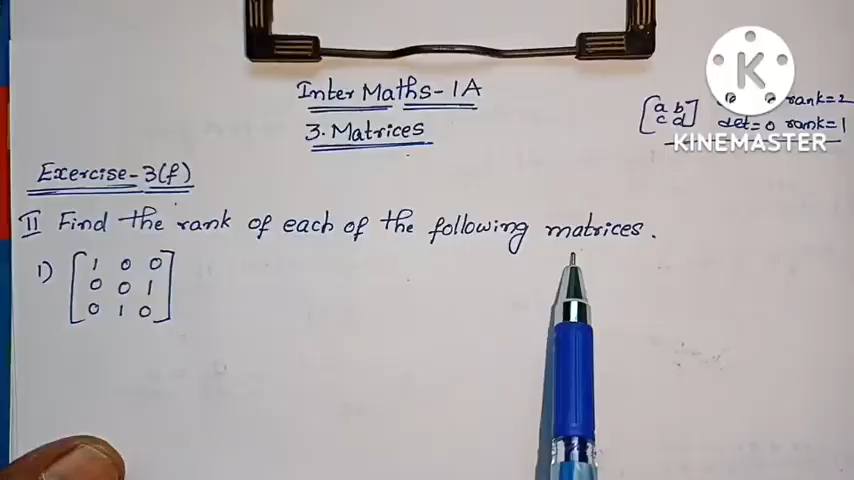 Inter Maths - 1A
3. Matrices
[a b
c d] rank=2
det=0 rank=1
K
KINEMASTER
Exercise - 3(f)
II Find the rank of each of the following matrices.
1) [1 0 0
0 0 1
0 1 0]